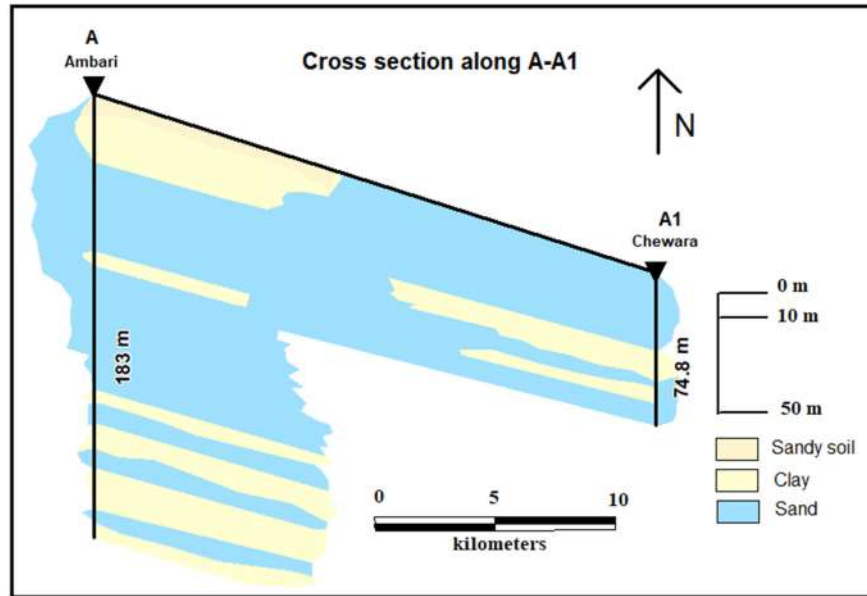 A
Ambari
Cross section along A-A1
N
A1
Chewara
0 m
10 m
50 m
183 m
74.8 m
Sandy soil
Clay
Sand
0 5 10
kilometers